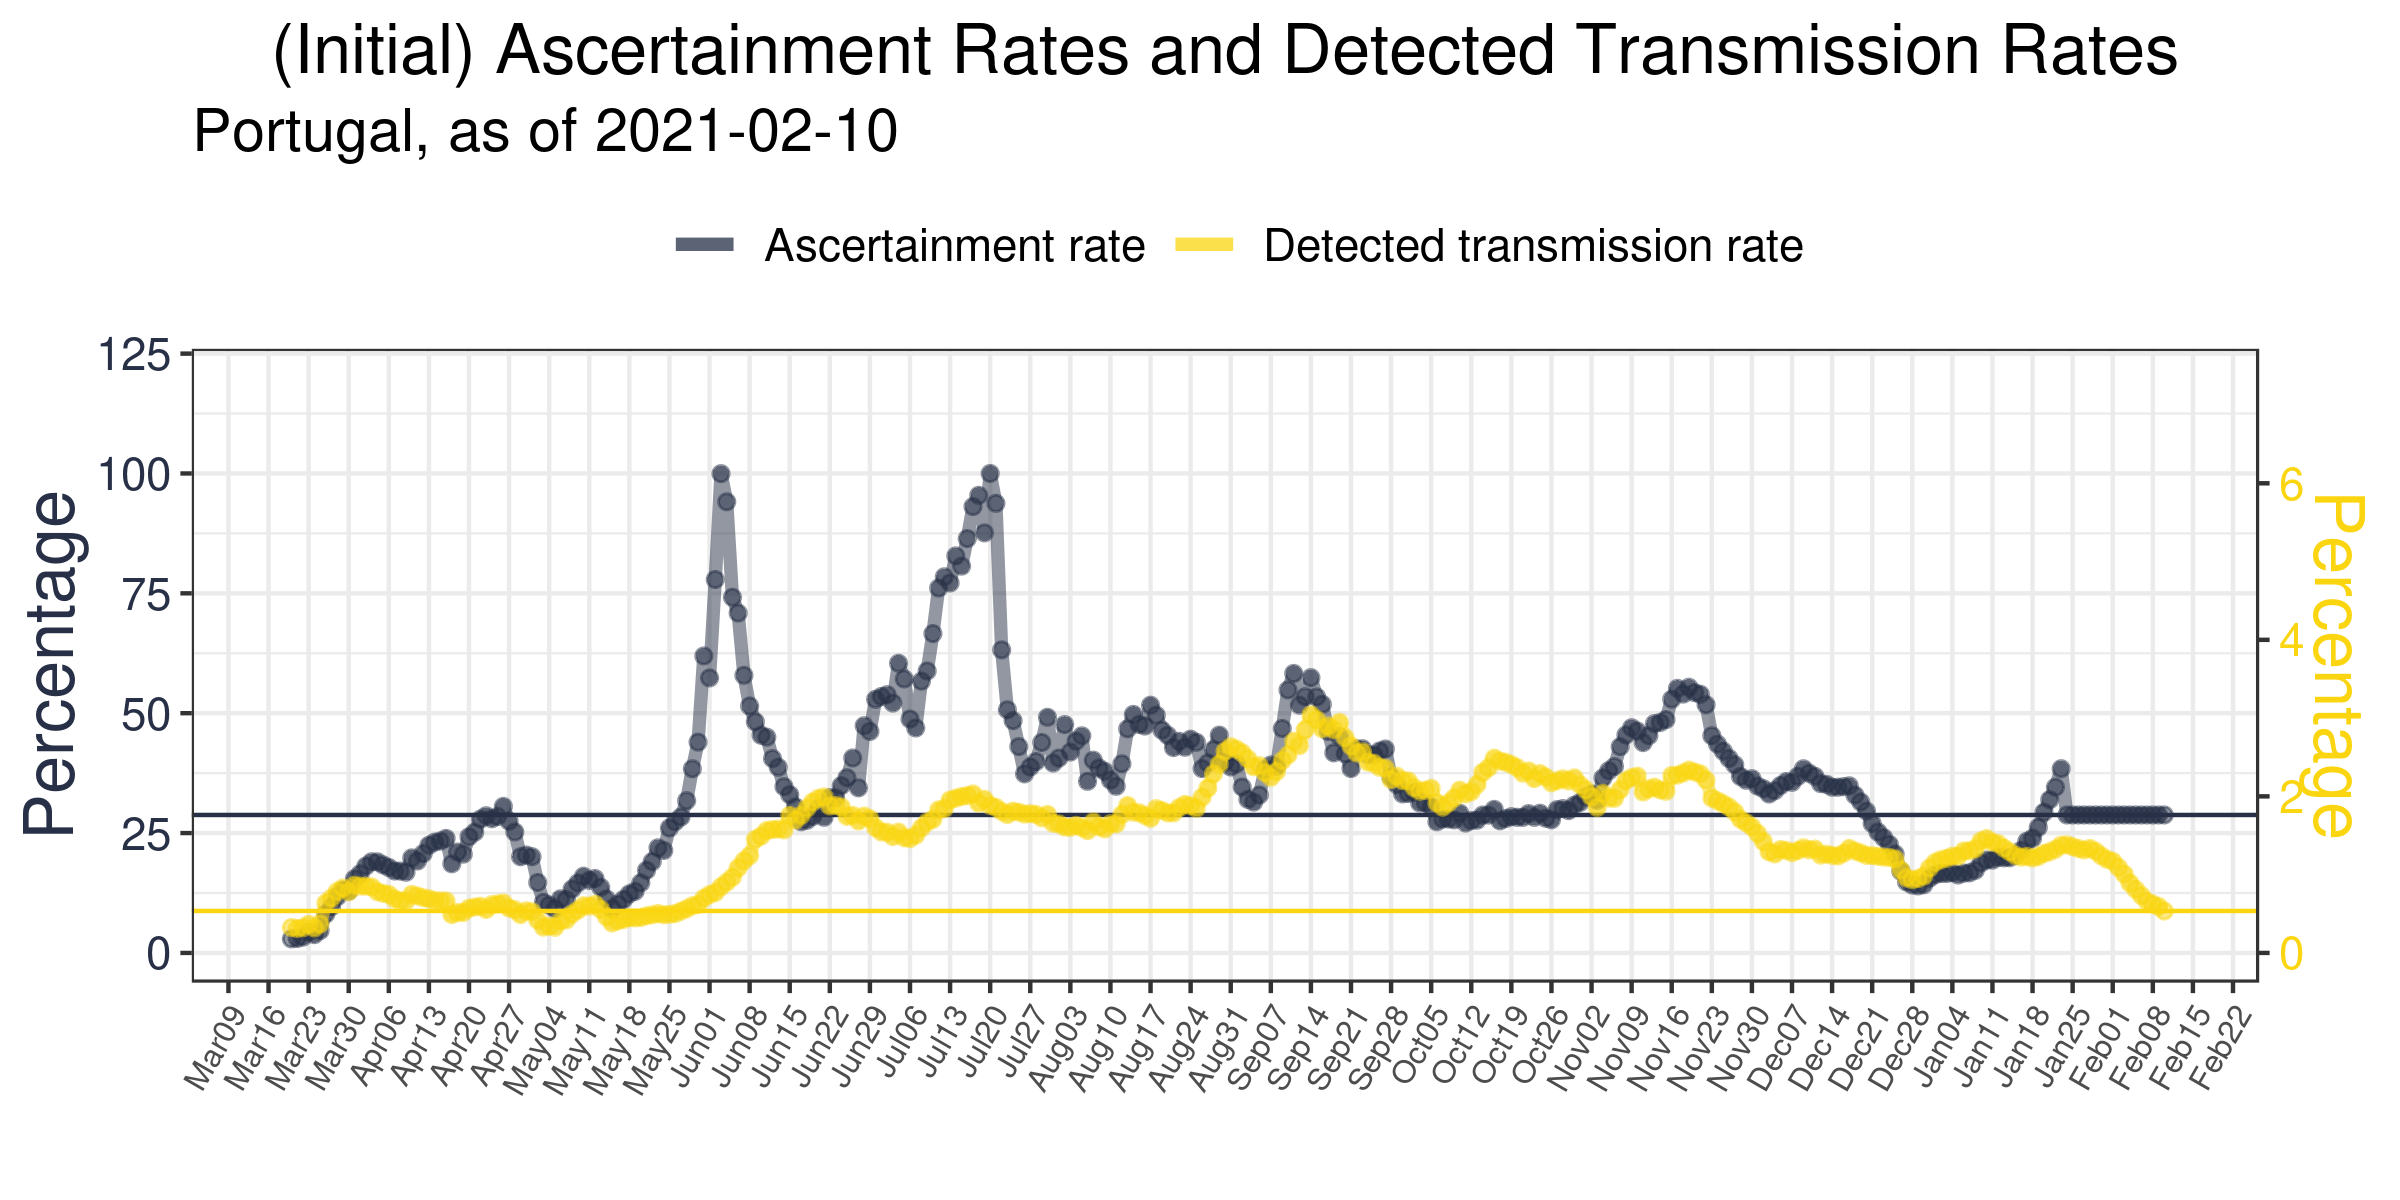 (Initial) Ascertainment Rates and Detected Transmission Rates
Portugal, as of 2021-02-10
Ascertainment rate
Detected transmission rate
Percentage
125
100
75
50
25
0
6
4
2
0
Percentage
Mar09
Mar16
Mar23
Mar30
Apr06
Apr13
Apr20
Apr27
May04
May11
May18
May25
Jun01
Jun08
Jun15
Jun22
Jun29
Jul06
Jul13
Jul20
Jul27
Aug03
Aug10
Aug17
Aug24
Aug31
Sep07
Sep14
Sep21
Sep28
Oct05
Oct12
Oct19
Oct26
Nov02
Nov09
Nov16
Nov23
Nov30
Dec07
Dec14
Dec21
Dec28
Jan04
Jan11
Jan18
Jan25
Feb01
Feb08
Feb15
Feb22